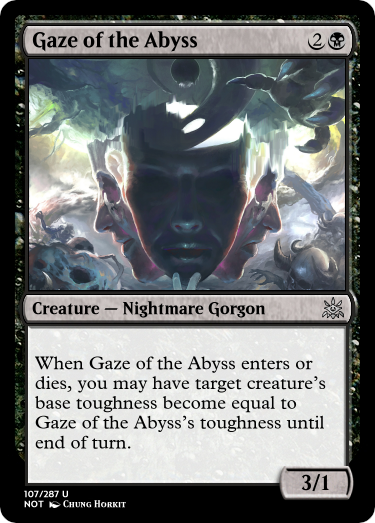 Gaze of the Abyss 2
Creature — Nightmare Gorgon
When Gaze of the Abyss enters or
dies, you may have target creature's
base toughness become equal to
Gaze of the Abyss's toughness until
end of turn.
3/1
107/287 U
NOT Chung Horkit